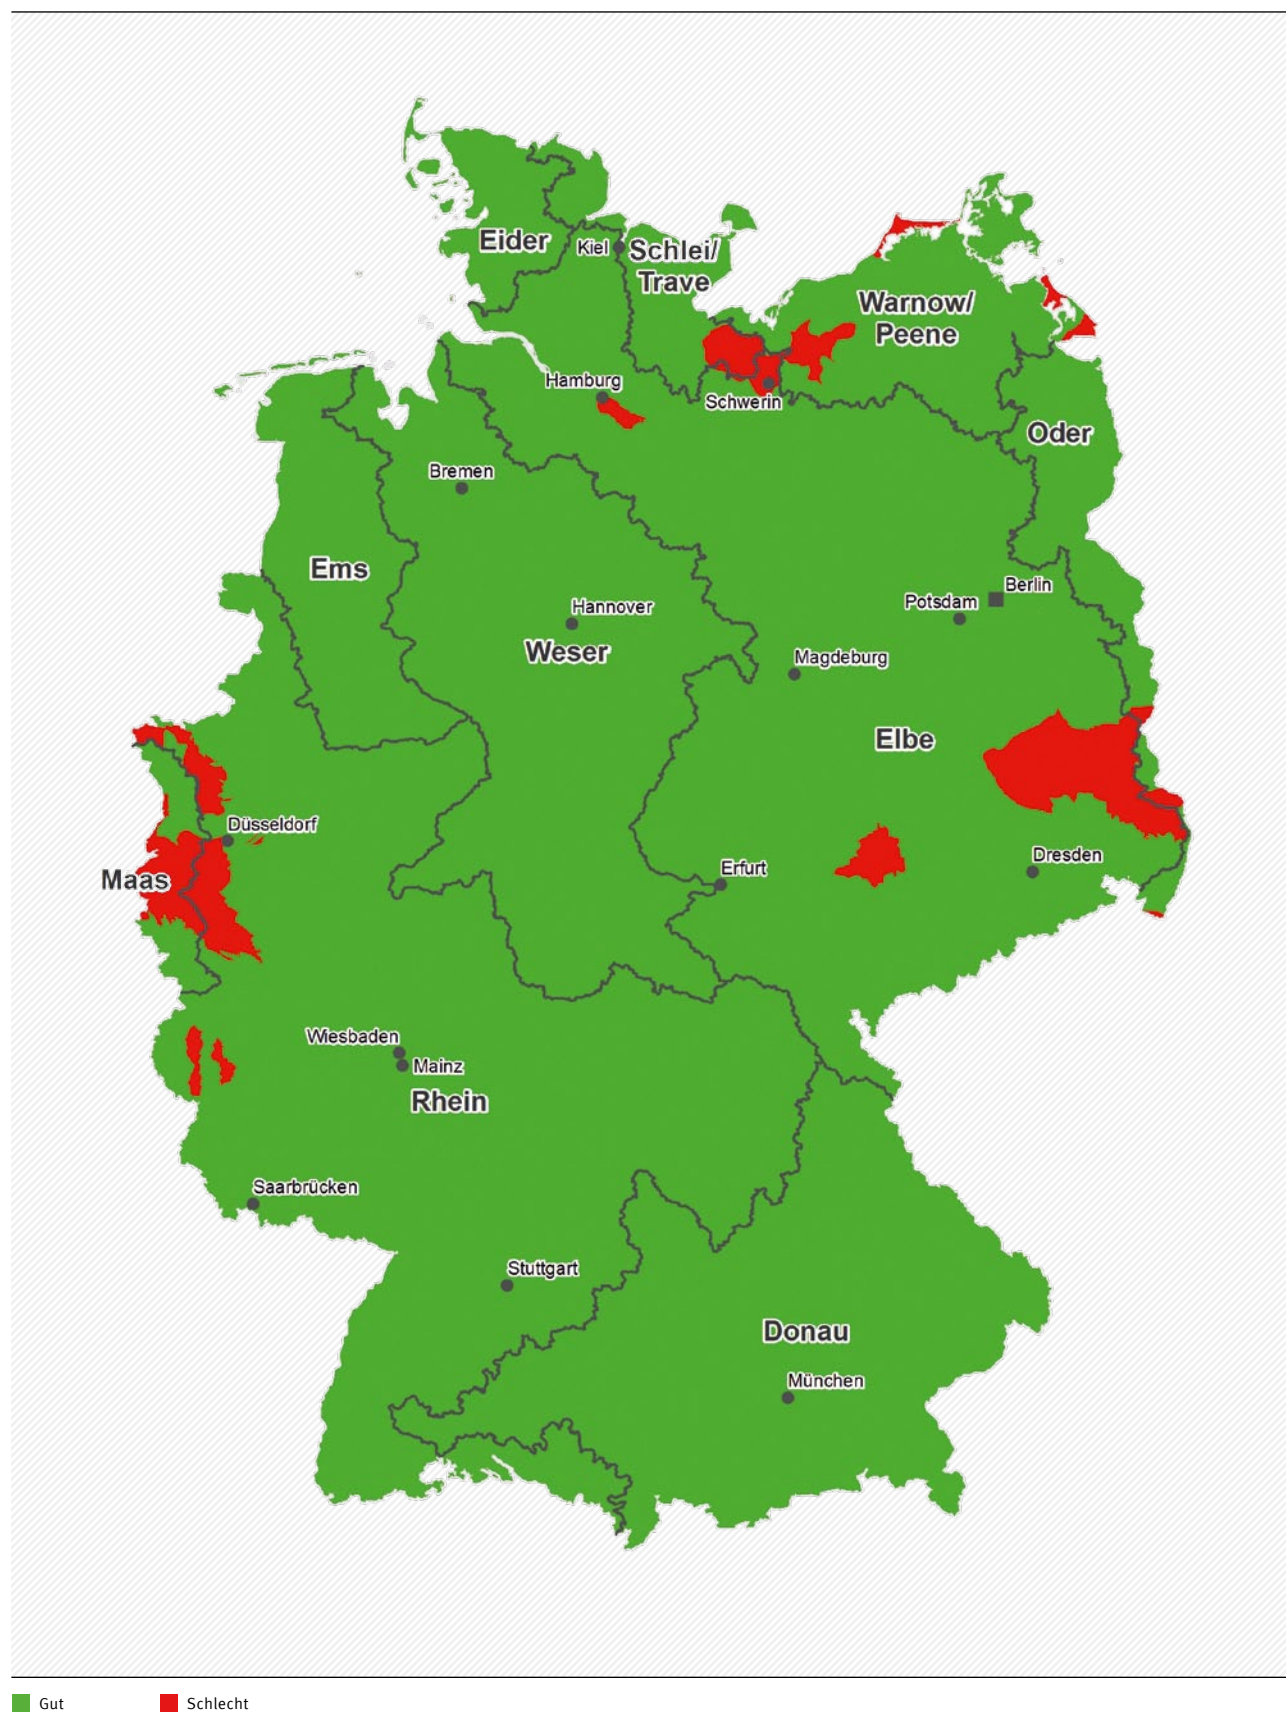 Eider
Kiel
Schlei/
Trave
Warnow/
Peene
Hamburg
Schwerin
Oder
Bremen
Ems
Berlin
Potsdam
Hannover
Weser
Magdeburg
Elbe
Düsseldorf
Maas
Erfurt
Dresden
Wiesbaden
Mainz
Rhein
Saarbrücken
Stuttgart
Donau
München
Gut
Schlecht